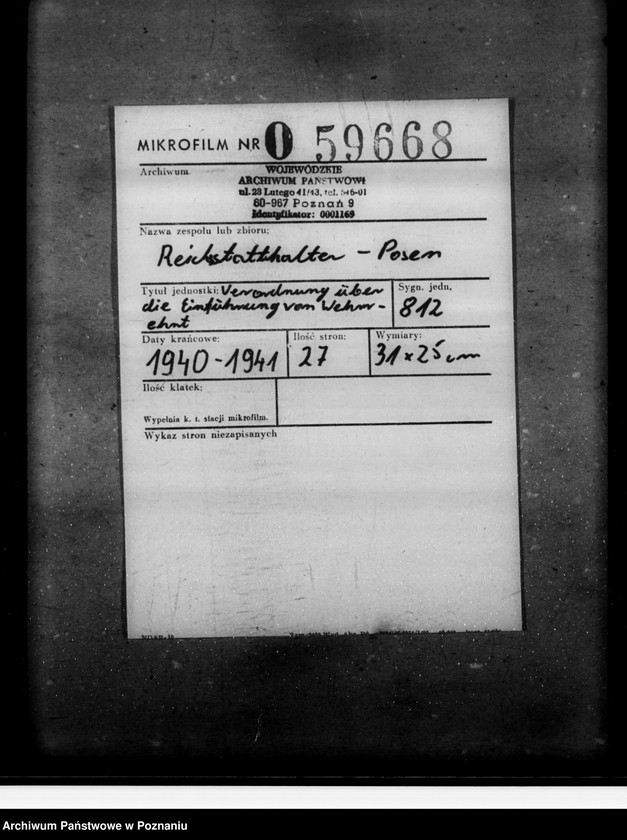 MIKROFILM NR O 59668
Archiwum
WOJEWÓDZKIE
ARCHIWUM PAŃSTWOWE
ul. 23 Lutego 41/43, tel. 546-01
60-967 Poznań 9
Identyfikator: 0001169
Nazwa zespołu lub zbioru:
Reichstatthalter - Posen
Tytuł jednostki: Verordnung über
die Einführung von Wehrr-
ehnt
Sygn. jedn.
812
Daty krańcowe:
1940-1941
Ilość stron:
27
Wymiary:
31 x 25 cm
Ilość klatek:
Wypełnia k. t. stacji mikrofilm.
Wykaz stron niezapisanych
Archiwum Państwowe w Poznaniu